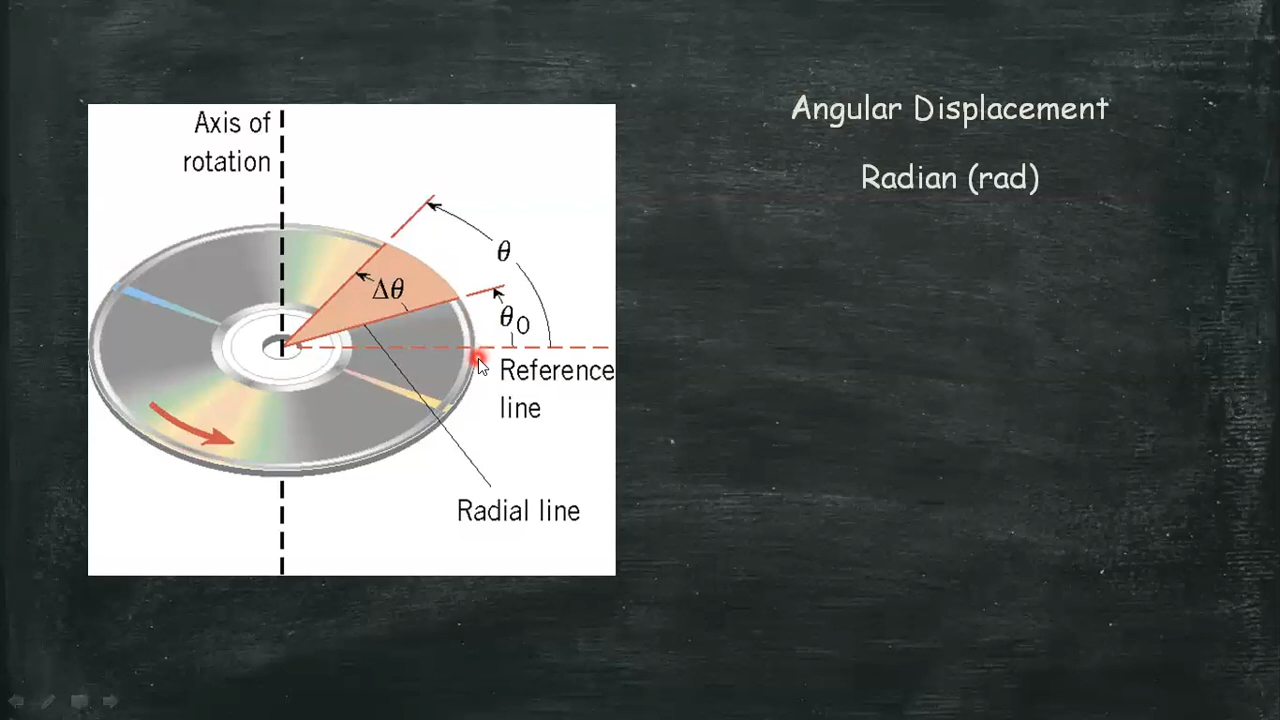 Angular Displacement
Radian (rad)
Axis of
rotation
θ
Δθ
θ₀
Reference
line
Radial line